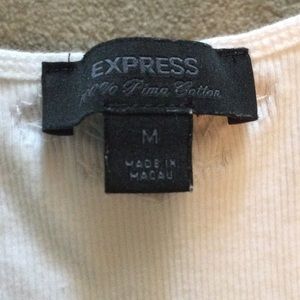 EXPRESS
100% Pima Cotton
M
MADE IN
MACAU